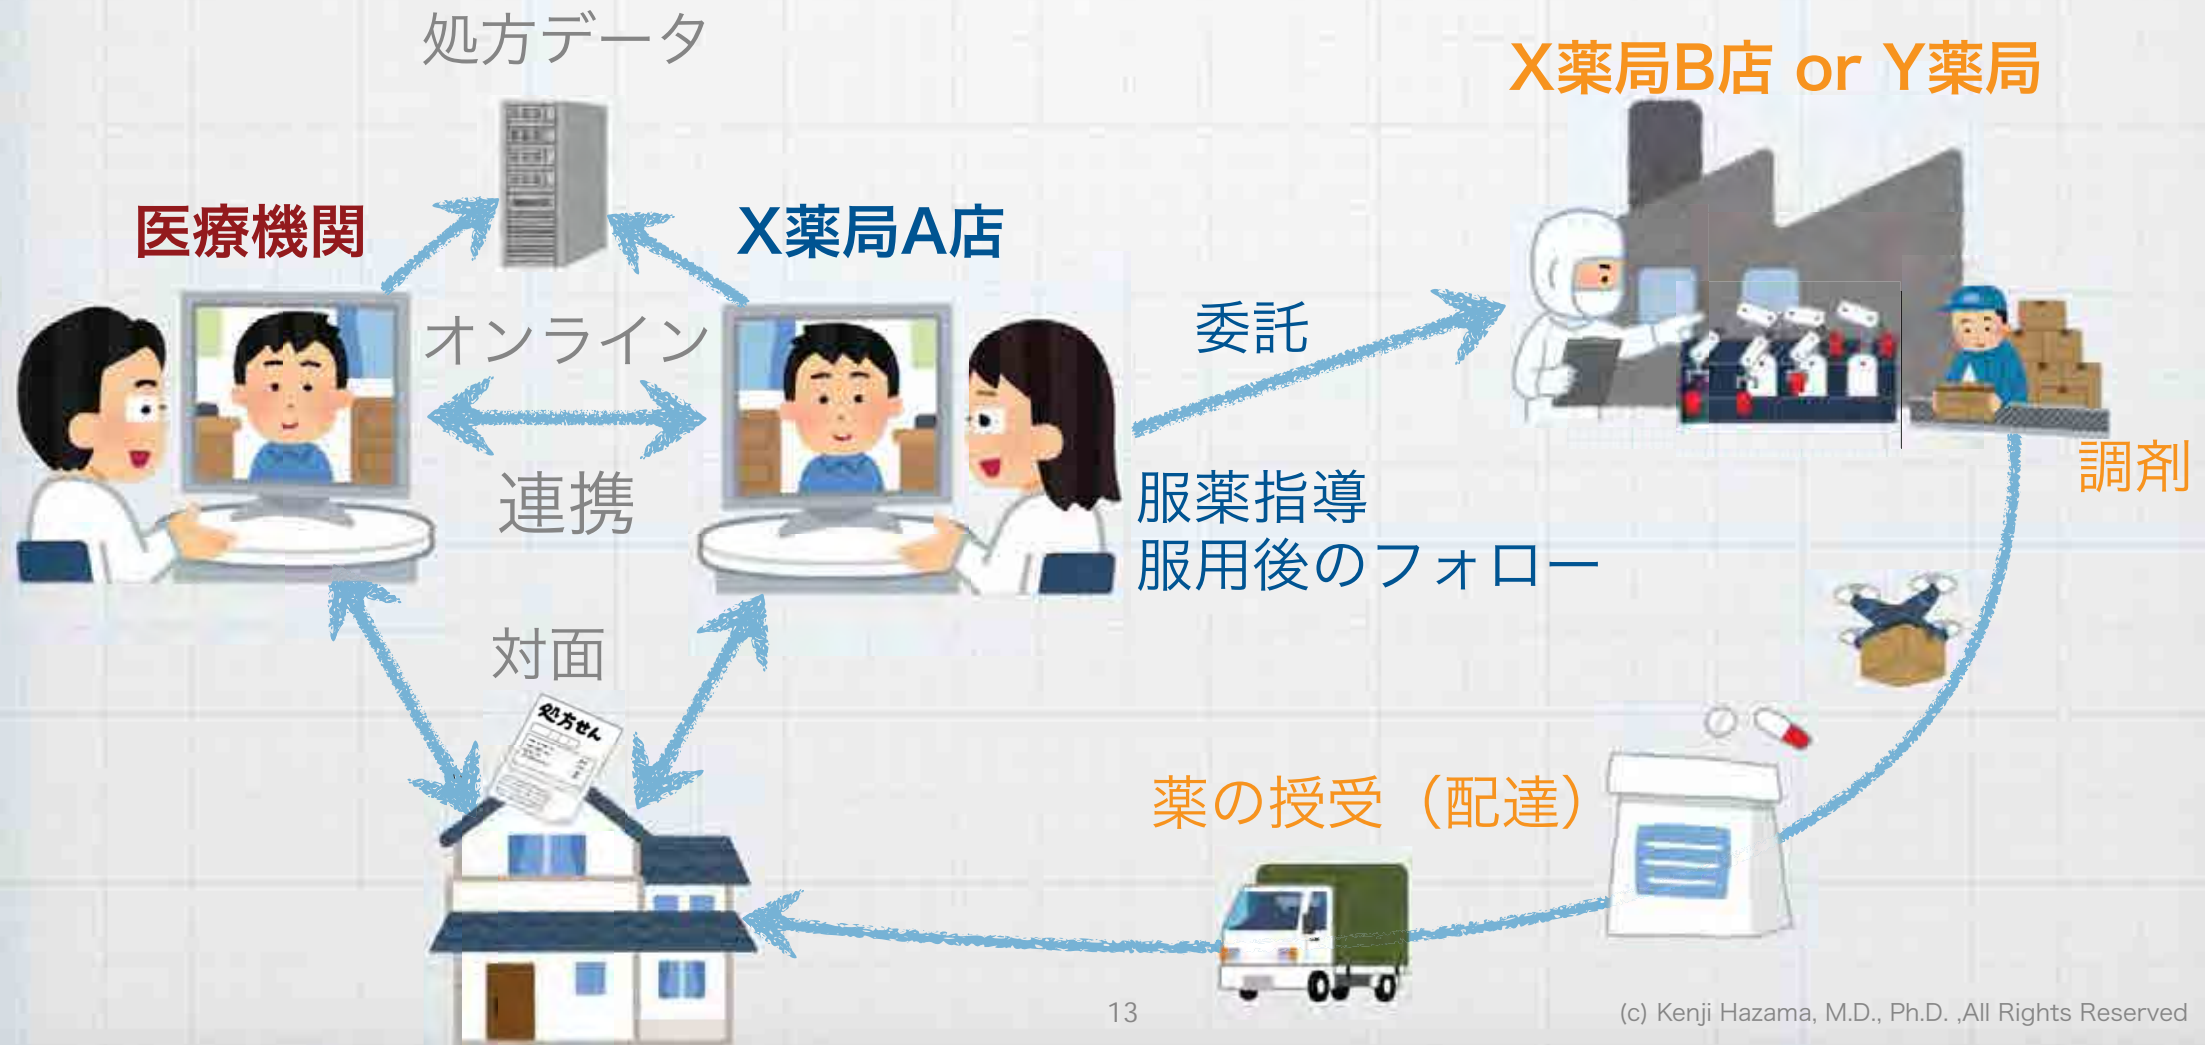 処方データ
X薬局B店 or Y薬局
医療機関
X薬局A店
オンライン
委託
連携
調剤
服薬指導
服用後のフォロー
対面
処方せん
薬の授受（配達）
13
(c) Kenji Hazama, M.D., Ph.D. ,All Rights Reserved